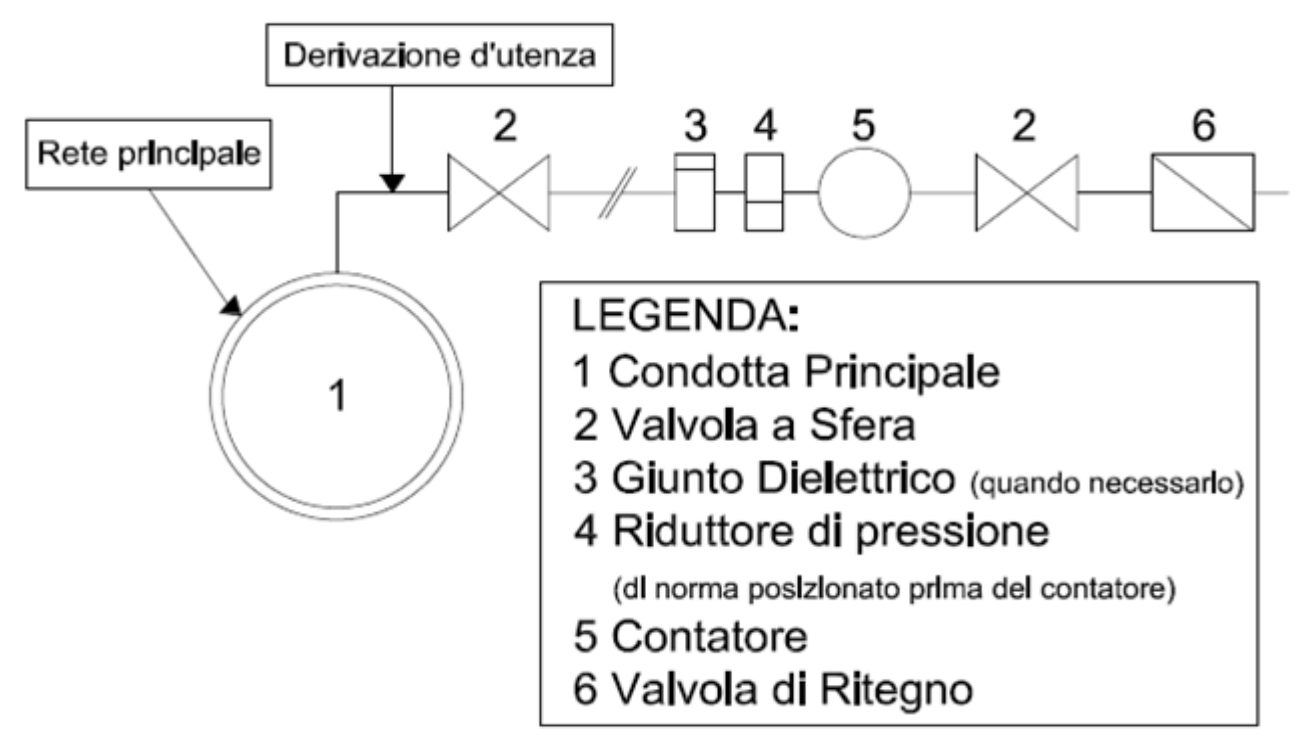 Derivazione d'utenza
Rete principale
2 3 4 5 2 6
1
LEGENDA:
1 Condotta Principale
2 Valvola a Sfera
3 Giunto Dielettrico (quando necessario)
4 Riduttore di pressione
(di norma posizionato prima del contatore)
5 Contatore
6 Valvola di Ritegno